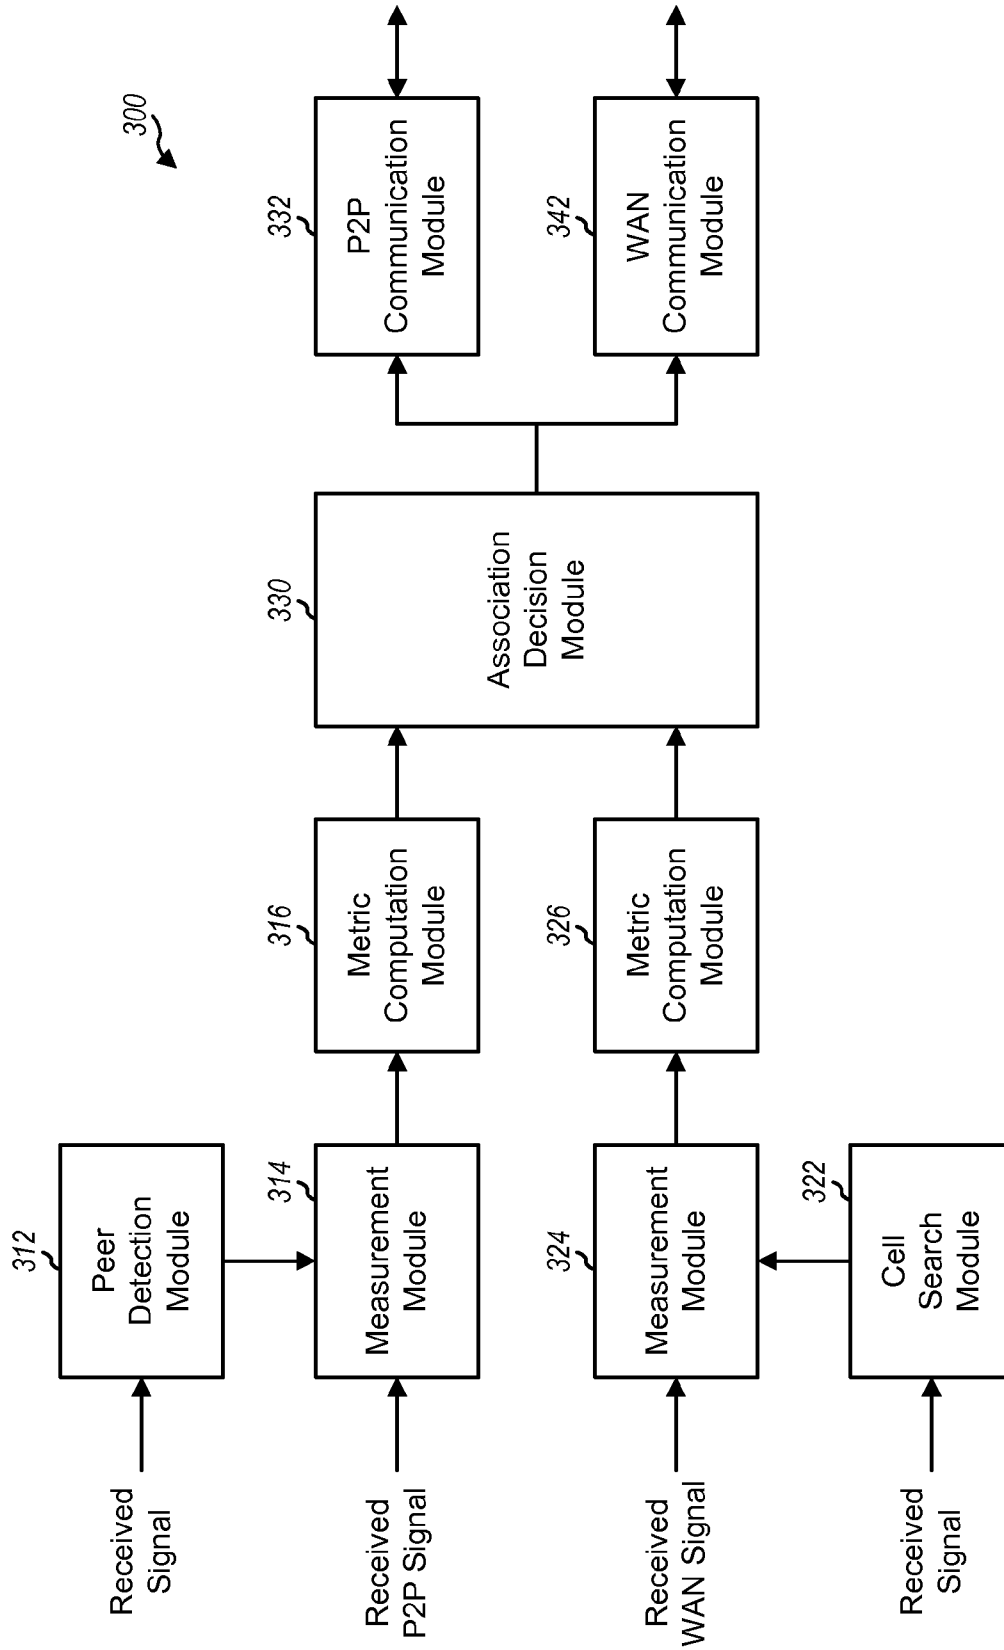 300
312
Peer
Detection
Module
Received
Signal
314
Measurement
Module
Received
P2P Signal
316
Metric
Computation
Module
330
Association
Decision
Module
332
P2P
Communication
Module
324
Measurement
Module
Received
WAN Signal
326
Metric
Computation
Module
342
WAN
Communication
Module
322
Cell
Search
Module
Received
Signal